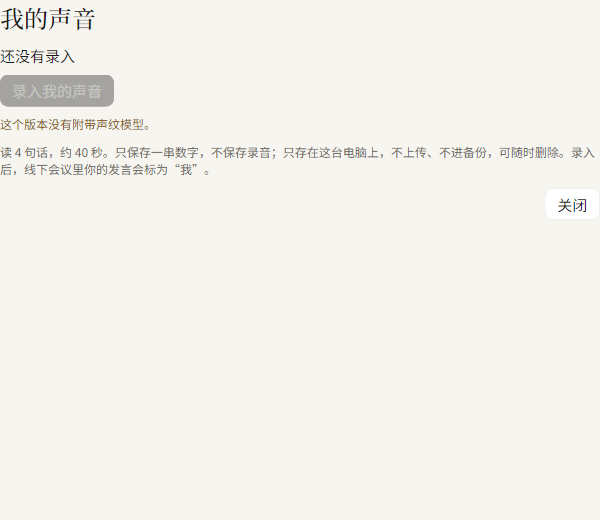 我的声音
还没有录入
录入我的声音
这个版本没有附带声纹模型。
读 4 句话，约 40 秒。只保存一串数字，不保存录音；只存在这台电脑上，不上传、不进备份，可随时删除。录入
后，线下会议里你的发言会标为“我”。
关闭